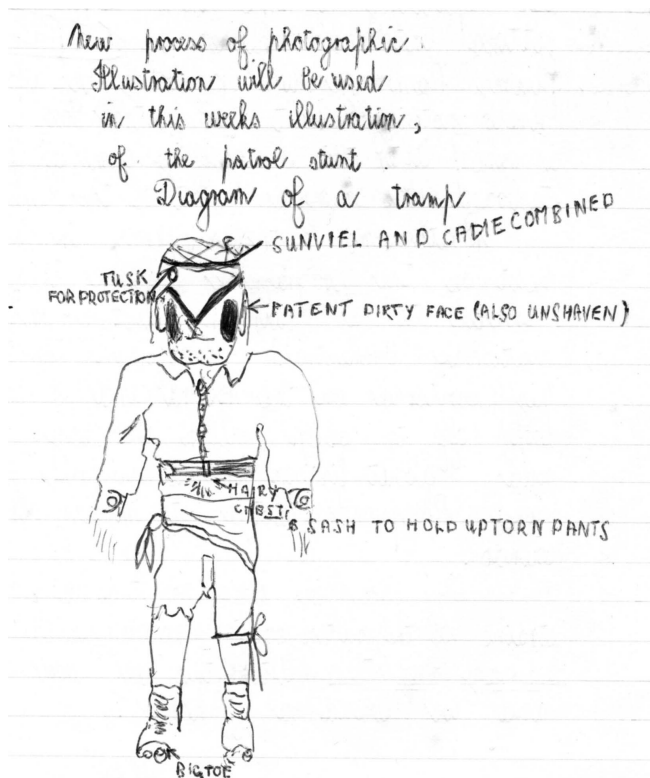 New process of photographic
Illustration will be used
in this weeks illustration,
of the patrol stunt.
Diagram of a tramp
SUNVIEL AND CADIE COMBINED
TUSK
FOR PROTECTION
PATENT DIRTY FACE (ALSO UNSHAVEN)
HAIRY
CHEST
SASH TO HOLD UP TORN PANTS
BIG TOE